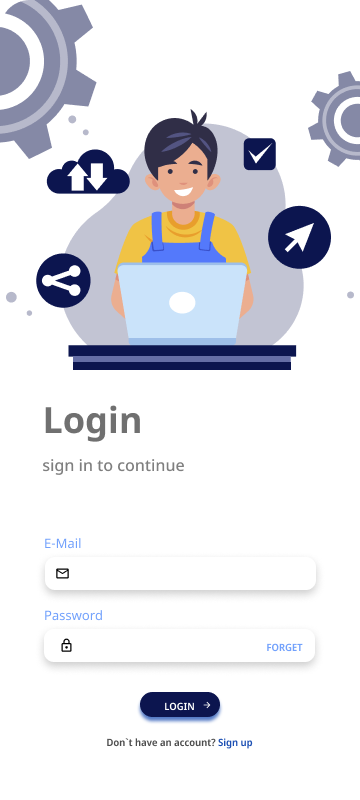 Login
sign in to continue
E-Mail
Password
FORGET
LOGIN
Don`t have an account? Sign up